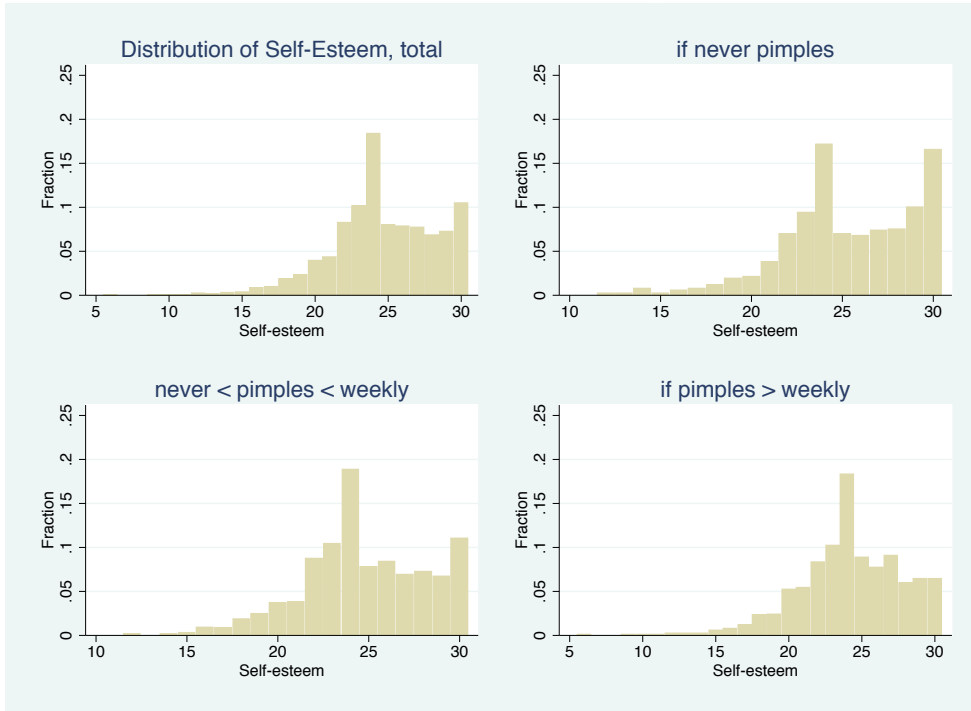 Distribution of Self-Esteem, total
.25
.2
.15
.1
.05
0
Fraction
5 10 15 20 25 30
Self-esteem
if never pimples
.25
.2
.15
.1
.05
0
Fraction
10 15 20 25 30
Self-esteem
never < pimples < weekly
.25
.2
.15
.1
.05
0
Fraction
10 15 20 25 30
Self-esteem
if pimples > weekly
.25
.2
.15
.1
.05
0
Fraction
5 10 15 20 25 30
Self-esteem